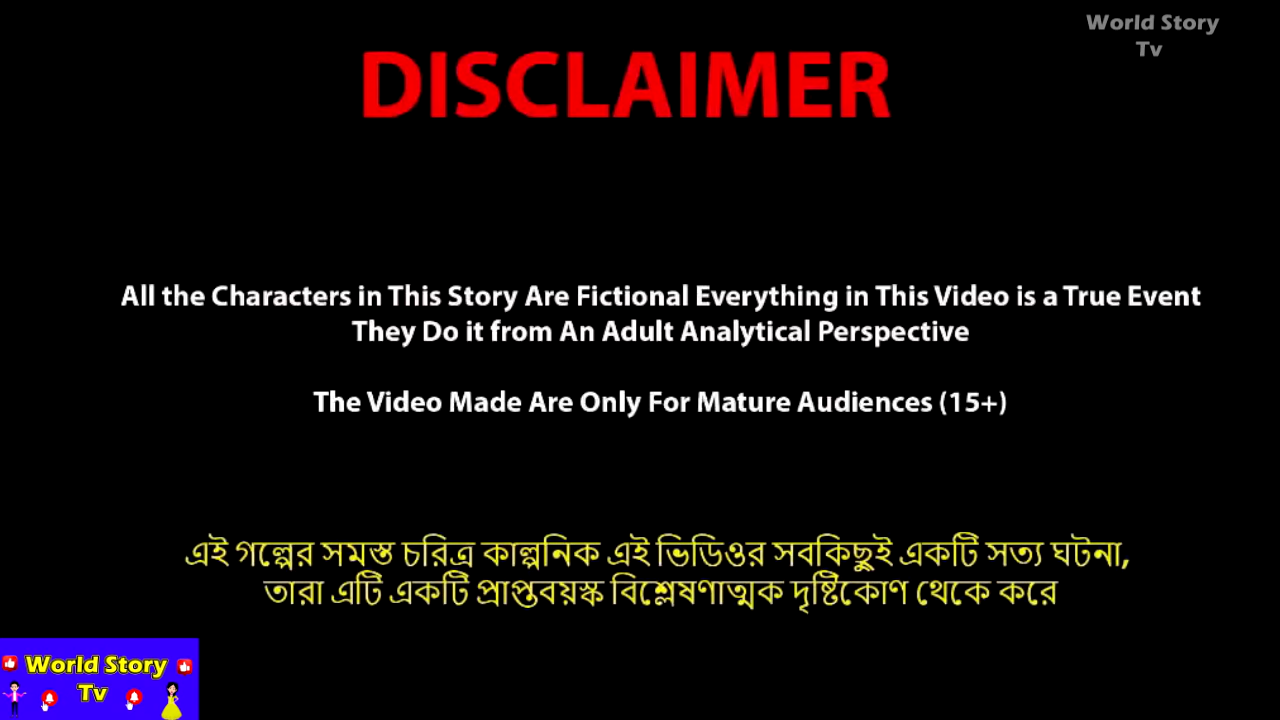 World Story
Tv
DISCLAIMER
All the Characters in This Story Are Fictional Everything in This Video is a True Event
They Do it from An Adult Analytical Perspective
The Video Made Are Only For Mature Audiences (15+)
এই গল্পের সমস্ত চরিত্র কাল্পনিক এই ভিডিওর সবকিছুই একটি সত্য ঘটনা,
তারা এটি একটি প্রাপ্তবয়স্ক বিশ্লেষণাত্মক দৃষ্টিকোণ থেকে করে
World Story
Tv